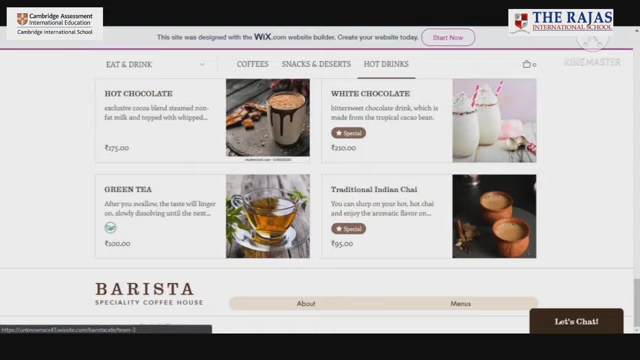 Cambridge Assessment
International Education
Cambridge International School
THE RAJAS
INTERNATIONAL SCHOOL
This site was designed with the WiX.com website builder. Create your website today.
Start Now
KINEMASTER
EAT & DRINK
COFFEES
SNACKS & DESSERTS
HOT DRINKS
0
HOT CHOCOLATE
exclusive cocoa blend steamed non-
fat milk and topped with whipped...
₹175.00
WHITE CHOCOLATE
bittersweet chocolate drink, which is
made from the tropical cacao bean.
Special
₹210.00
GREEN TEA
After you swallow, the taste will linger
on, slowly dissolving until the next...
₹100.00
Traditional Indian Chai
You can slurp on your hot, hot chai
and enjoy the aromatic flavor on...
Special
₹95.00
BARISTA
SPECIALITY COFFEE HOUSE
About
Menus
Let's Chat!